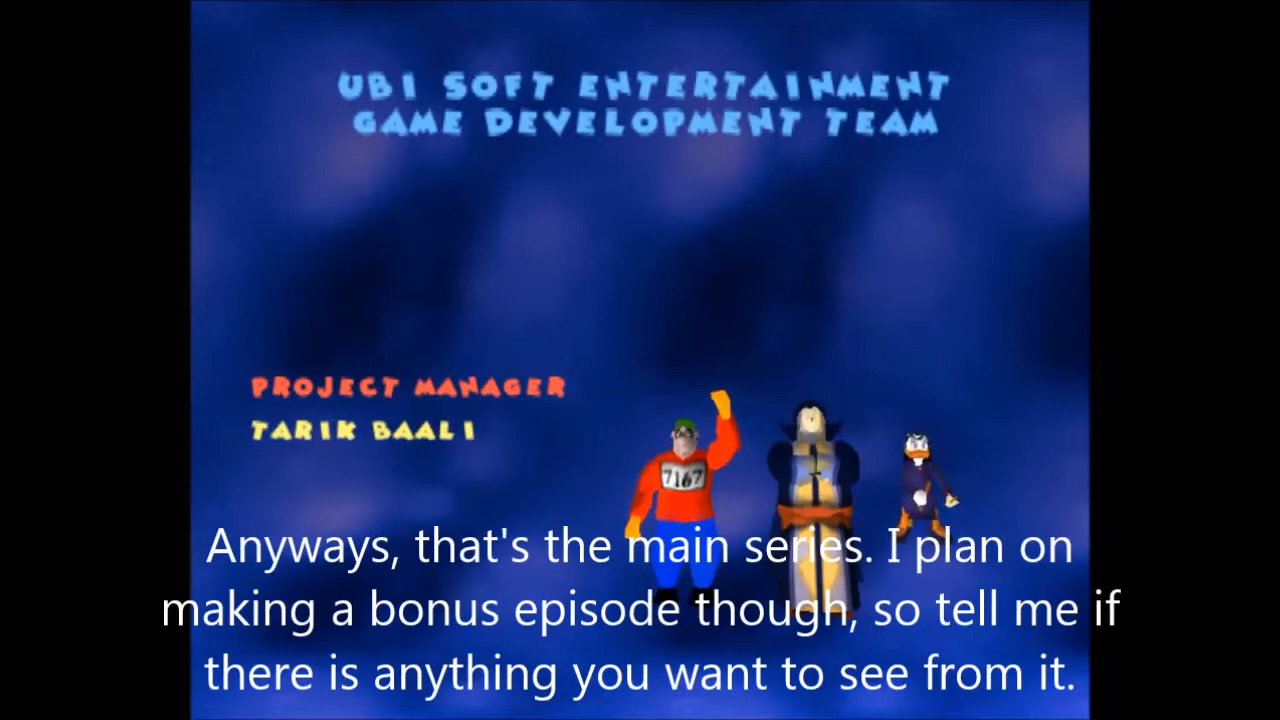 UBI SOFT ENTERTAINMENT
GAME DEVELOPMENT TEAM
PROJECT MANAGER
TARIK BAALI
7167
Anyways, that's the main series. I plan on
making a bonus episode though, so tell me if
there is anything you want to see from it.